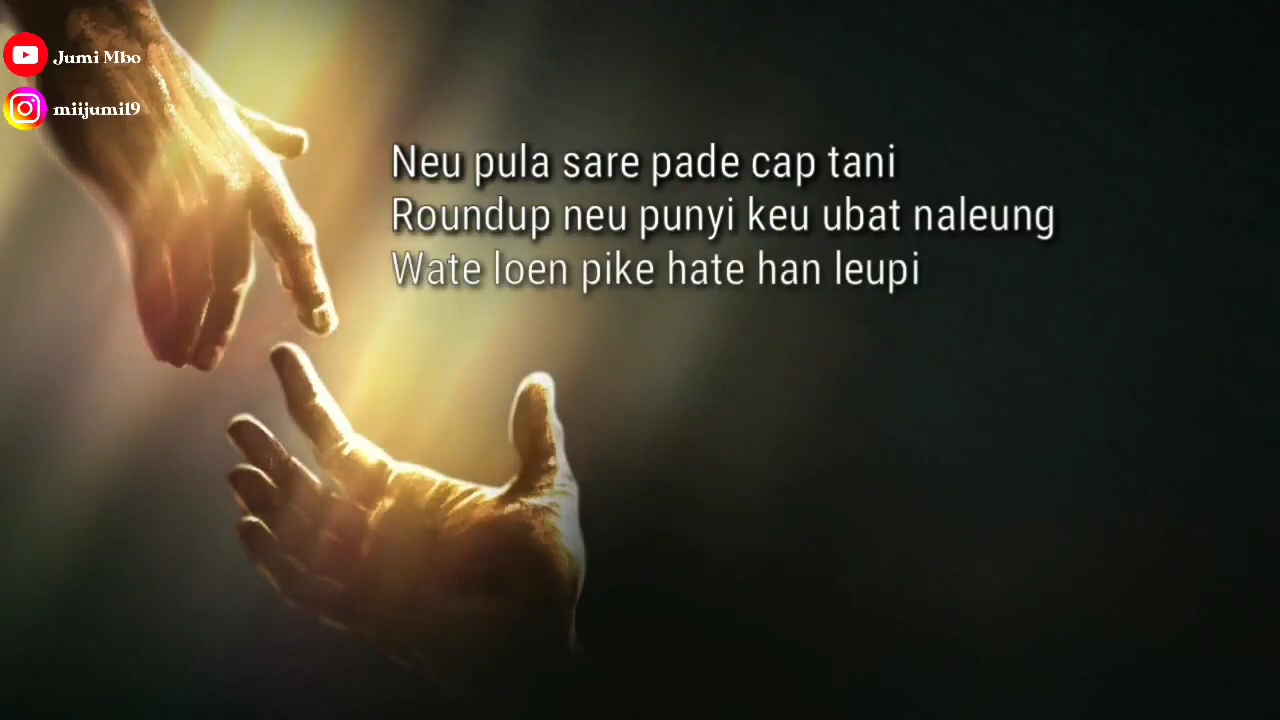 Jumi Mbo
miijumi19
Neu pula sare pade cap tani
Roundup neu punyi keu ubat naleung
Wate loen pike hate han leupi